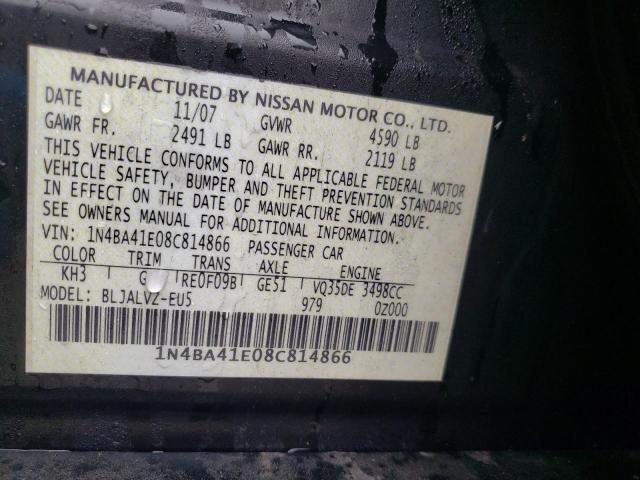 MANUFACTURED BY NISSAN MOTOR CO., LTD.
DATE 11/07 GVWR 4590 LB
GAWR FR. 2491 LB GAWR RR. 2119 LB
THIS VEHICLE CONFORMS TO ALL APPLICABLE FEDERAL MOTOR
VEHICLE SAFETY, BUMPER AND THEFT PREVENTION STANDARDS
IN EFFECT ON THE DATE OF MANUFACTURE SHOWN ABOVE.
SEE OWNERS MANUAL FOR ADDITIONAL INFORMATION.
VIN: 1N4BA41E08C814866 PASSENGER CAR
COLOR TRIM TRANS AXLE ENGINE
KH3 G RE0F09B GE51 VQ35DE 3498CC
MODEL: BLJALVZ-EU5 979 0Z000
1N4BA41E08C814866